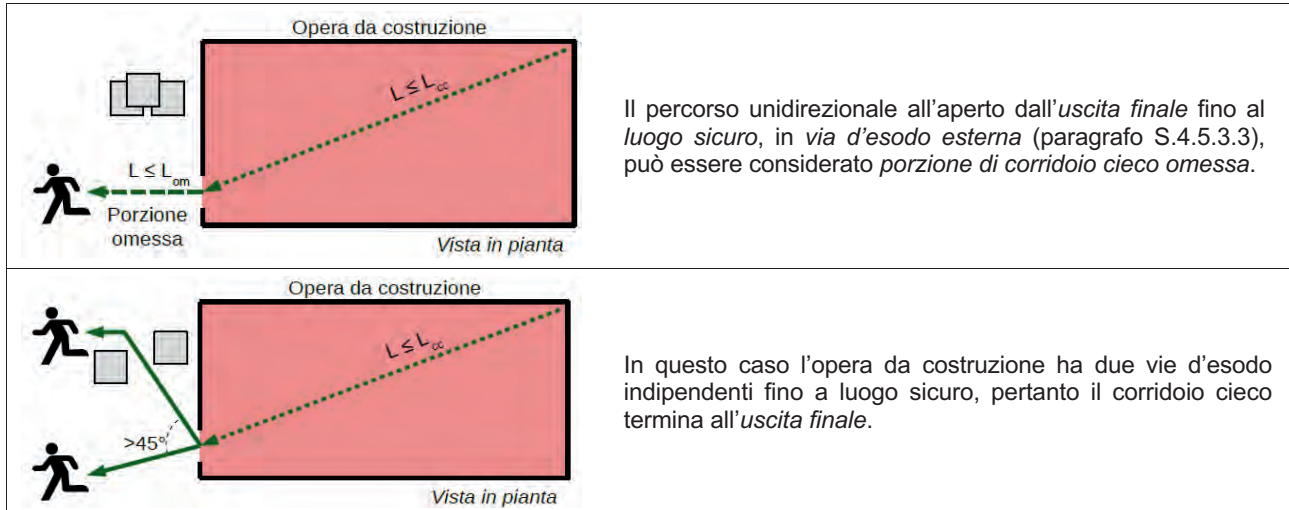 Opera da costruzione
L ≤ Lcc
L ≤ Lom
Porzione
omessa
Vista in pianta
Il percorso unidirezionale all'aperto dall'uscita finale fino al
luogo sicuro, in via d'esodo esterna (paragrafo S.4.5.3.3),
può essere considerato porzione di corridoio cieco omessa.
Opera da costruzione
L ≤ Lcc
>45°
Vista in pianta
In questo caso l'opera da costruzione ha due vie d'esodo
indipendenti fino a luogo sicuro, pertanto il corridoio cieco
termina all'uscita finale.